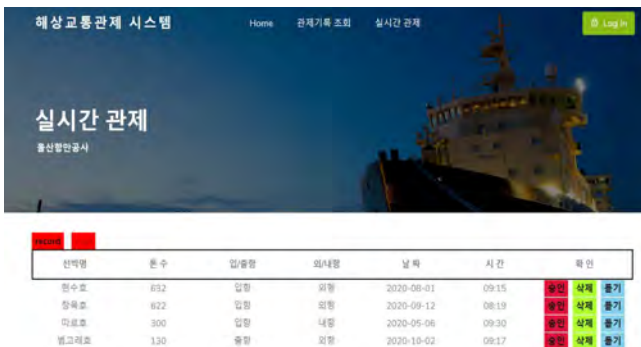 해상교통관제 시스템 Home 관제기록 조회 실시간 관제 Log In
실시간 관제
울산항만공사
record
선박명 톤 수 입/출항 외/내항 날 짜 시 간 확 인
현수호 692 입항 외항 2020-08-01 09:15 승인 삭제 듣기
장목호 822 입항 외항 2020-09-12 08:19 승인 삭제 듣기
따르호 300 입항 내항 2020-05-06 09:30 승인 삭제 듣기
범고래호 130 출항 외항 2020-10-02 09:17 승인 삭제 듣기